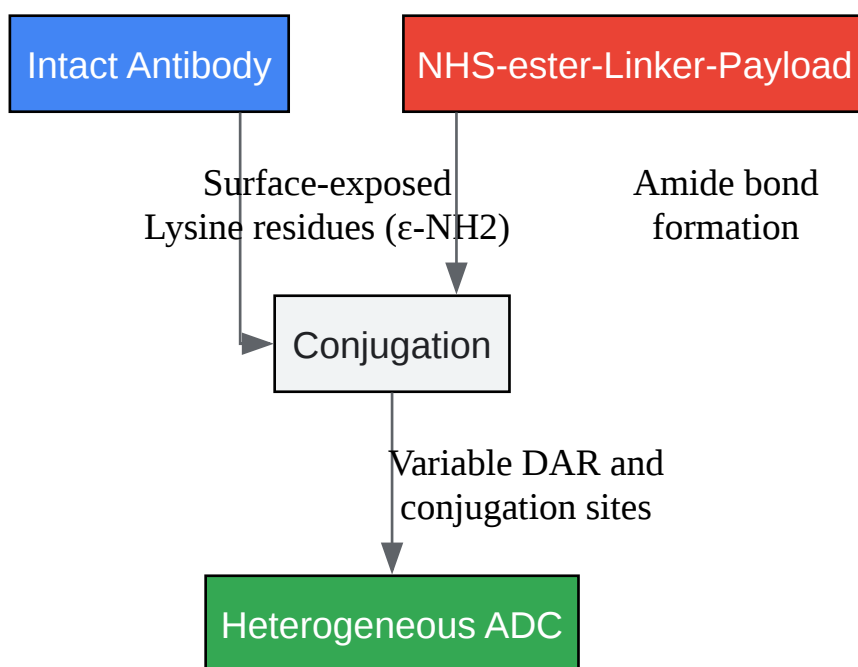 Intact Antibody
NHS-ester-Linker-Payload
Surface-exposed
Lysine residues (ε-NH2)
Amide bond
formation
Conjugation
Variable DAR and
conjugation sites
Heterogeneous ADC